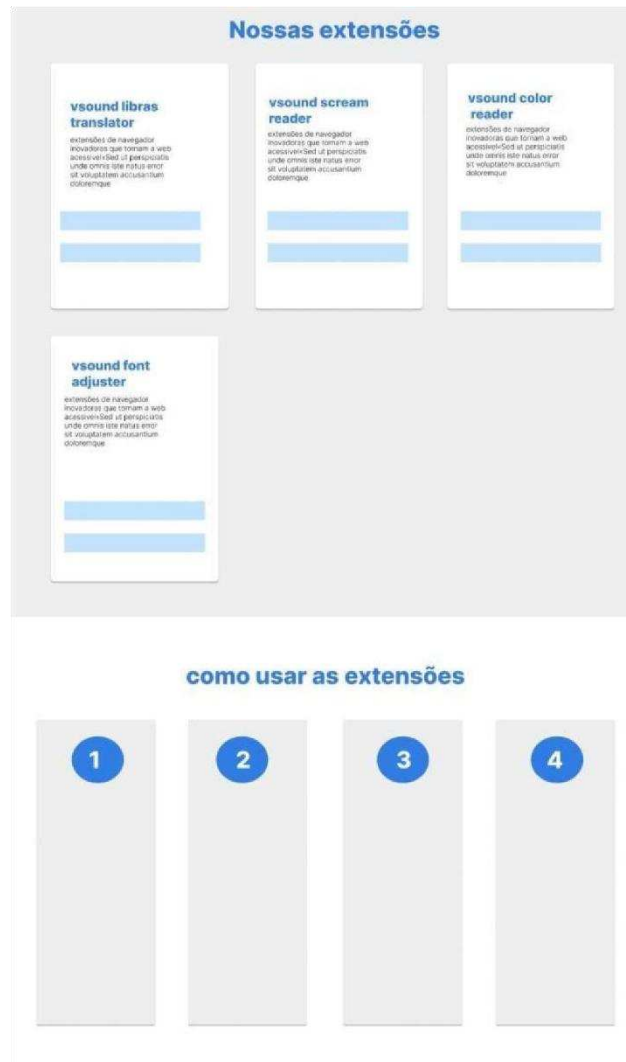 Nossas extensões
vsound libras
translator
extensões de navegador
inovadoras que tornam a web
acessível«Sed ut perspiciatis
unde omnis iste natus error
sit voluptatem accusantium
doloremque
vsound scream
reader
extensões de navegador
inovadoras que tornam a web
acessível«Sed ut perspiciatis
unde omnis iste natus error
sit voluptatem accusantium
doloremque
vsound color
reader
extensões de navegador
inovadoras que tornam a web
acessível«Sed ut perspiciatis
unde omnis iste natus error
sit voluptatem accusantium
doloremque
vsound font
adjuster
extensões de navegador
inovadoras que tornam a web
acessível«Sed ut perspiciatis
unde omnis iste natus error
sit voluptatem accusantium
doloremque
como usar as extensões
1
2
3
4